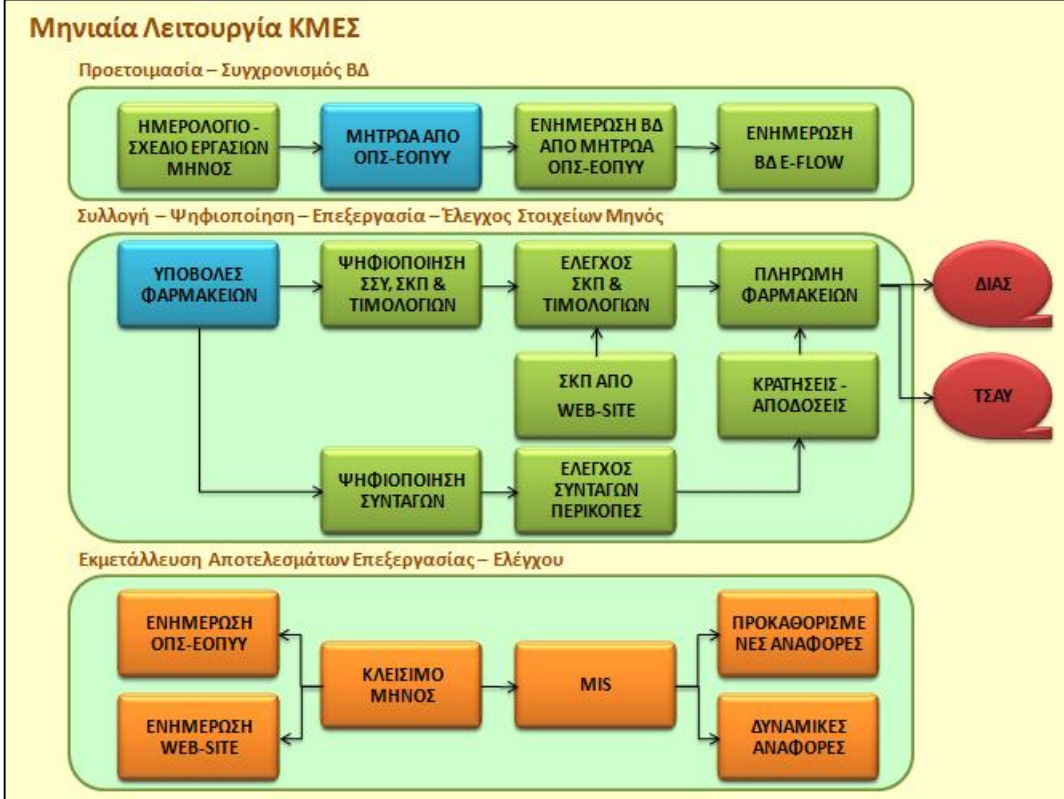 Μηνιαία Λειτουργία ΚΜΕΣ
Προετοιμασία – Συγχρονισμός ΒΔ
ΗΜΕΡΟΛΟΓΙΟ -
ΣΧΕΔΙΟ ΕΡΓΑΣΙΩΝ
ΜΗΝΟΣ
ΜΗΤΡΩΑ ΑΠΟ
ΟΠΣ-ΕΟΠΥΥ
ΕΝΗΜΕΡΩΣΗ ΒΔ
ΑΠΟ ΜΗΤΡΩΑ
ΟΠΣ-ΕΟΠΥΥ
ΕΝΗΜΕΡΩΣΗ
ΒΔ E-FLOW
Συλλογή – Ψηφιοποίηση – Επεξεργασία – Έλεγχος Στοιχείων Μηνός
ΥΠΟΒΟΛΕΣ
ΦΑΡΜΑΚΕΙΩΝ
ΨΗΦΙΟΠΟΙΗΣΗ
ΣΣΥ, ΣΚΠ &
ΤΙΜΟΛΟΓΙΩΝ
ΕΛΕΓΧΟΣ
ΣΚΠ &
ΤΙΜΟΛΟΓΙΩΝ
ΠΛΗΡΩΜΗ
ΦΑΡΜΑΚΕΙΩΝ
ΔΙΑΣ
ΣΚΠ ΑΠΟ
WEB-SITE
ΚΡΑΤΗΣΕΙΣ -
ΑΠΟΔΟΣΕΙΣ
ΤΣΑΥ
ΨΗΦΙΟΠΟΙΗΣΗ
ΣΥΝΤΑΓΩΝ
ΕΛΕΓΧΟΣ
ΣΥΝΤΑΓΩΝ
ΠΕΡΙΚΟΠΕΣ
Εκμετάλλευση Αποτελεσμάτων Επεξεργασίας – Ελέγχου
ΕΝΗΜΕΡΩΣΗ
ΟΠΣ-ΕΟΠΥΥ
ΕΝΗΜΕΡΩΣΗ
WEB-SITE
ΚΛΕΙΣΙΜΟ
ΜΗΝΟΣ
MIS
ΠΡΟΚΑΘΟΡΙΣΜΕ
ΝΕΣ ΑΝΑΦΟΡΕΣ
ΔΥΝΑΜΙΚΕΣ
ΑΝΑΦΟΡΕΣ